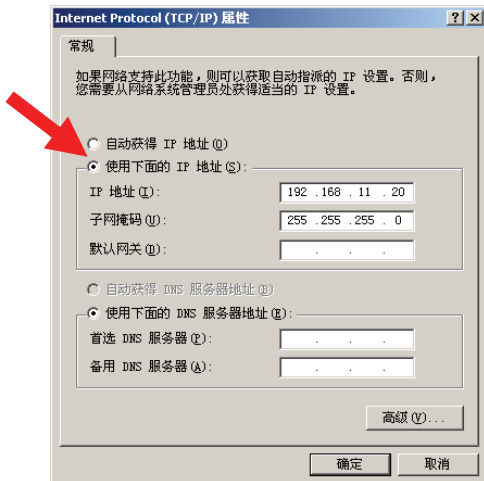 Internet Protocol (TCP/IP) 属性
常规
如果网络支持此功能，则可以获取自动指派的 IP 设置。否则，
您需要从网络系统管理员处获得适当的 IP 设置。
自动获得 IP 地址(O)
使用下面的 IP 地址(S):
IP 地址(I): 192 .168 . 11 . 20
子网掩码(U): 255 .255 .255 . 0
默认网关(D): . . .
自动获得 DNS 服务器地址(B)
使用下面的 DNS 服务器地址(E):
首选 DNS 服务器(P): . . .
备用 DNS 服务器(A): . . .
高级(V)...
确定 取消